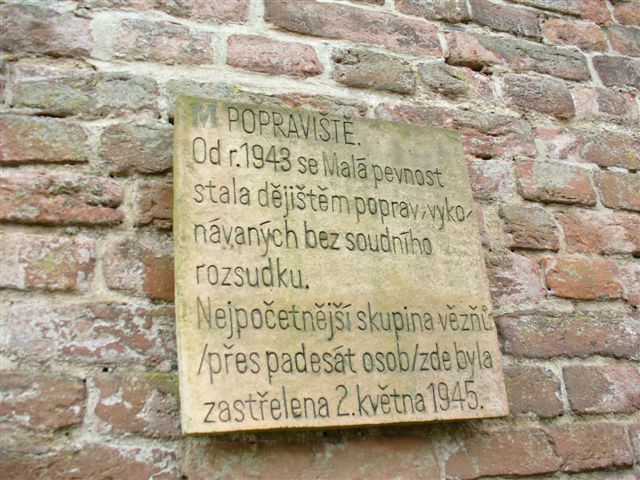 M POPRAVIŠTĚ.
Od r. 1943 se Malá pevnost
stala dějištěm poprav, vyko-
návaných bez soudního
rozsudku.
Nejpočetnější skupina vězňů
/přes padesát osob/zde byla
zastřelena 2. května 1945.